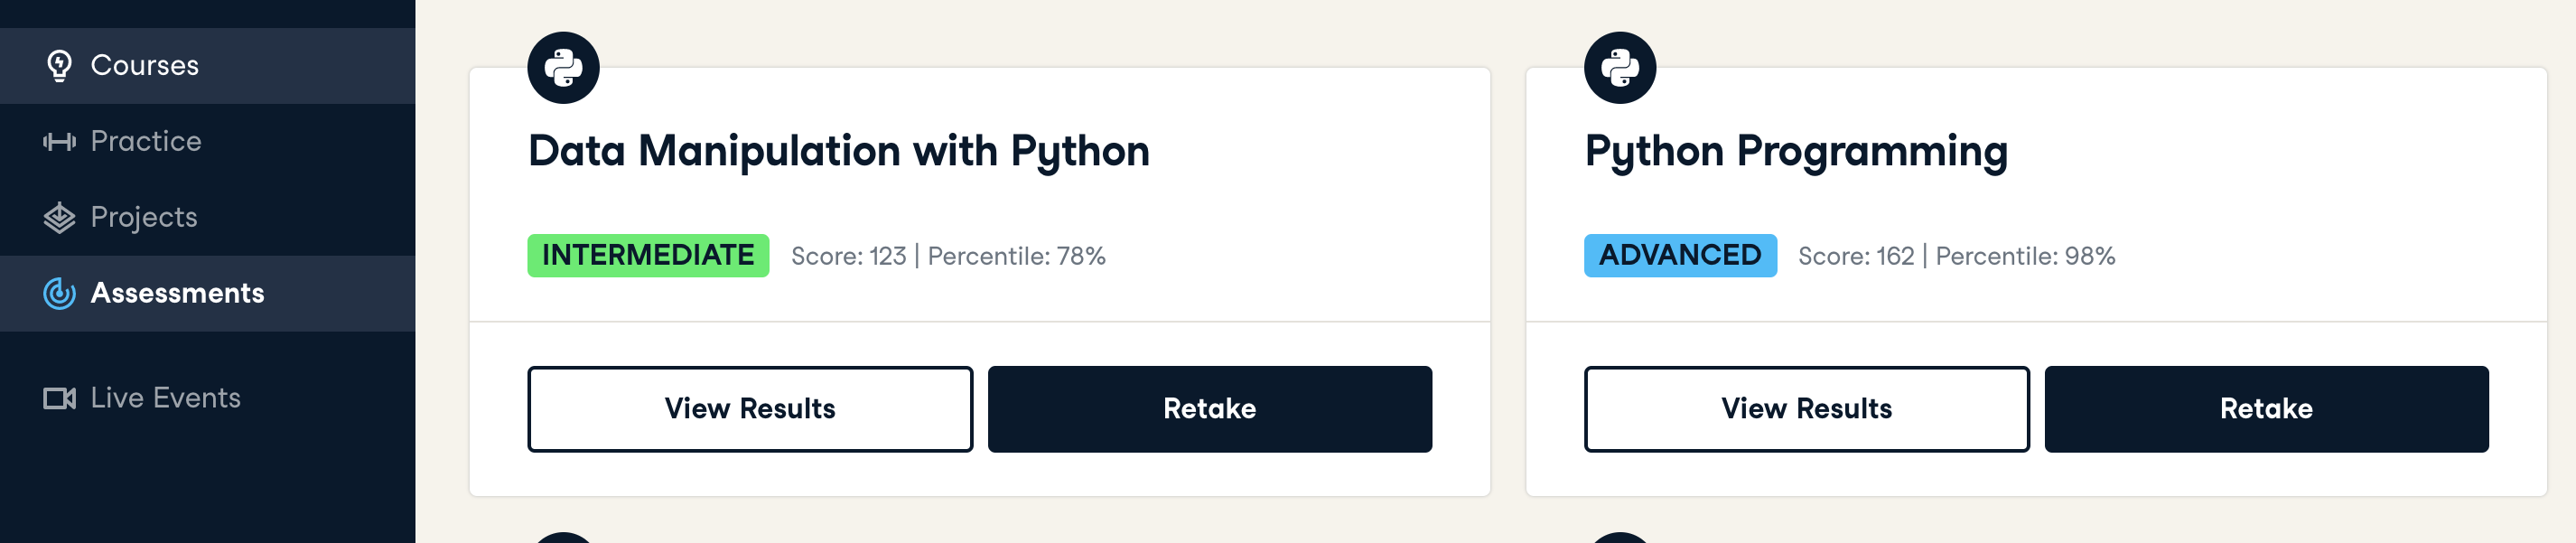 Courses
Practice
Projects
Assessments
Live Events
Data Manipulation with Python
INTERMEDIATE Score: 123 | Percentile: 78%
View Results Retake
Python Programming
ADVANCED Score: 162 | Percentile: 98%
View Results Retake